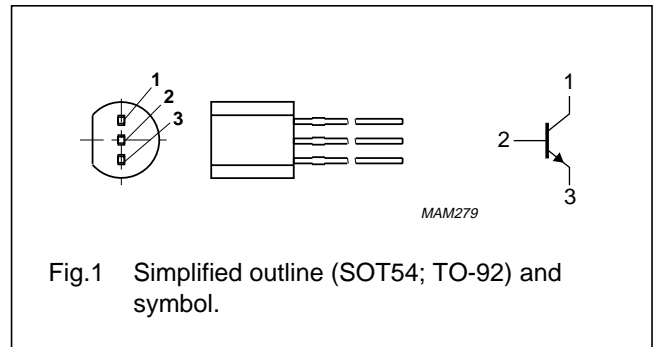 1
2
3
1
2
3
MAM279
Fig.1 Simplified outline (SOT54; TO-92) and
symbol.